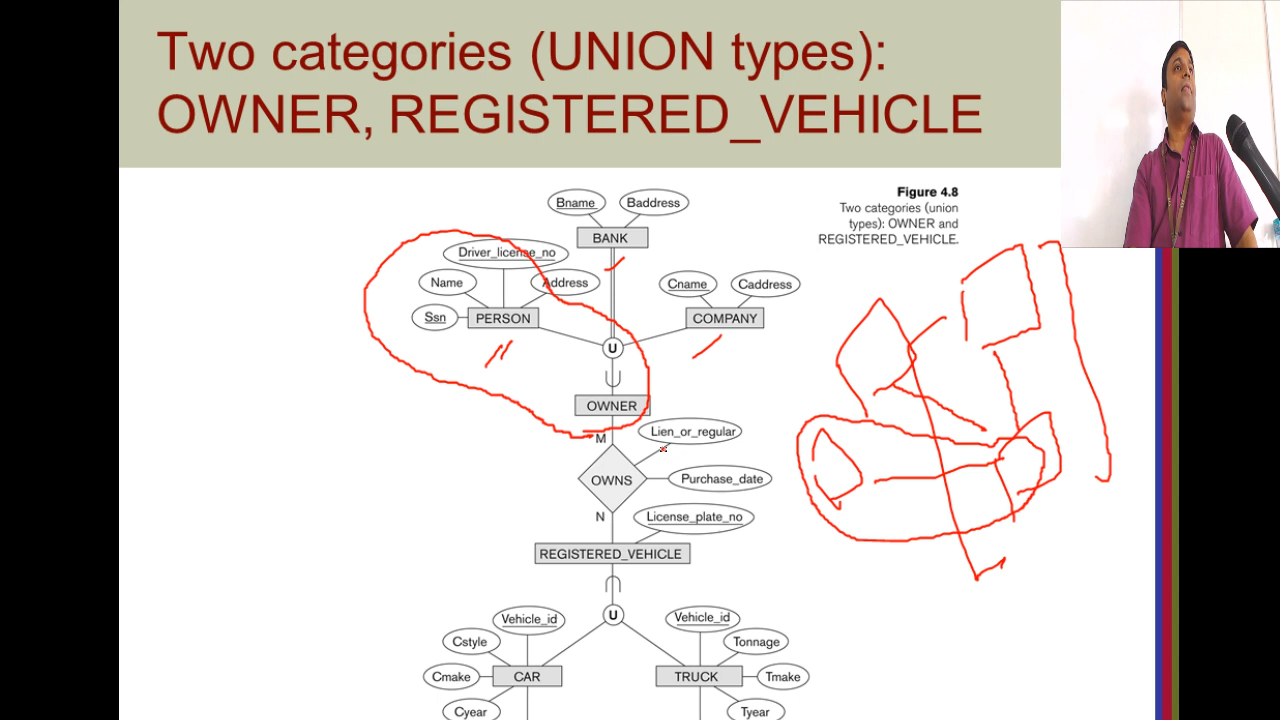 Two categories (UNION types):
OWNER, REGISTERED_VEHICLE
Figure 4.8
Two categories (union
types): OWNER and
REGISTERED_VEHICLE.
Bname
Baddress
BANK
Driver_license_no
Name
Address
Ssn
PERSON
Cname
Caddress
COMPANY
U
OWNER
M
Lien_or_regular
OWNS
Purchase_date
N
License_plate_no
REGISTERED_VEHICLE
U
Vehicle_id
Vehicle_id
Cstyle
Tonnage
Cmake
CAR
TRUCK
Tmake
Cyear
Tyear